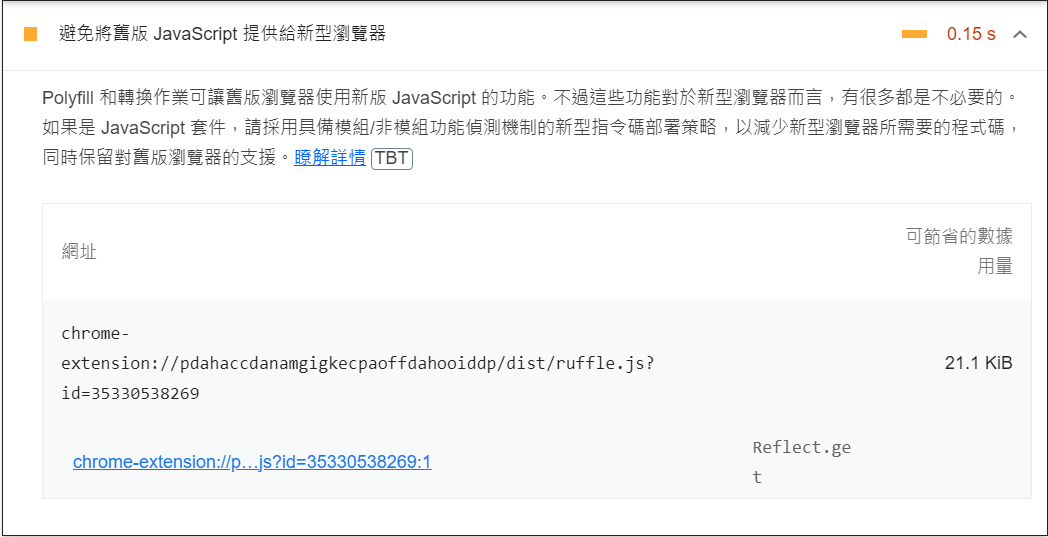 避免將舊版 JavaScript 提供給新型瀏覽器
0.15 s
Polyfill 和轉換作業可讓舊版瀏覽器使用新版 JavaScript 的功能。不過這些功能對於新型瀏覽器而言，有很多都是不必要的。
如果是 JavaScript 套件，請採用具備模組/非模組功能偵測機制的新型指令碼部署策略，以減少新型瀏覽器所需要的程式碼，
同時保留對舊版瀏覽器的支援。瞭解詳情 TBT
網址
可節省的數據
用量
chrome-
extension://pdahaccdanamgigkecpaoffdahooiddp/dist/ruffle.js?
id=35330538269
21.1 KiB
chrome-extension://p…js?id=35330538269:1
Reflect.ge
t